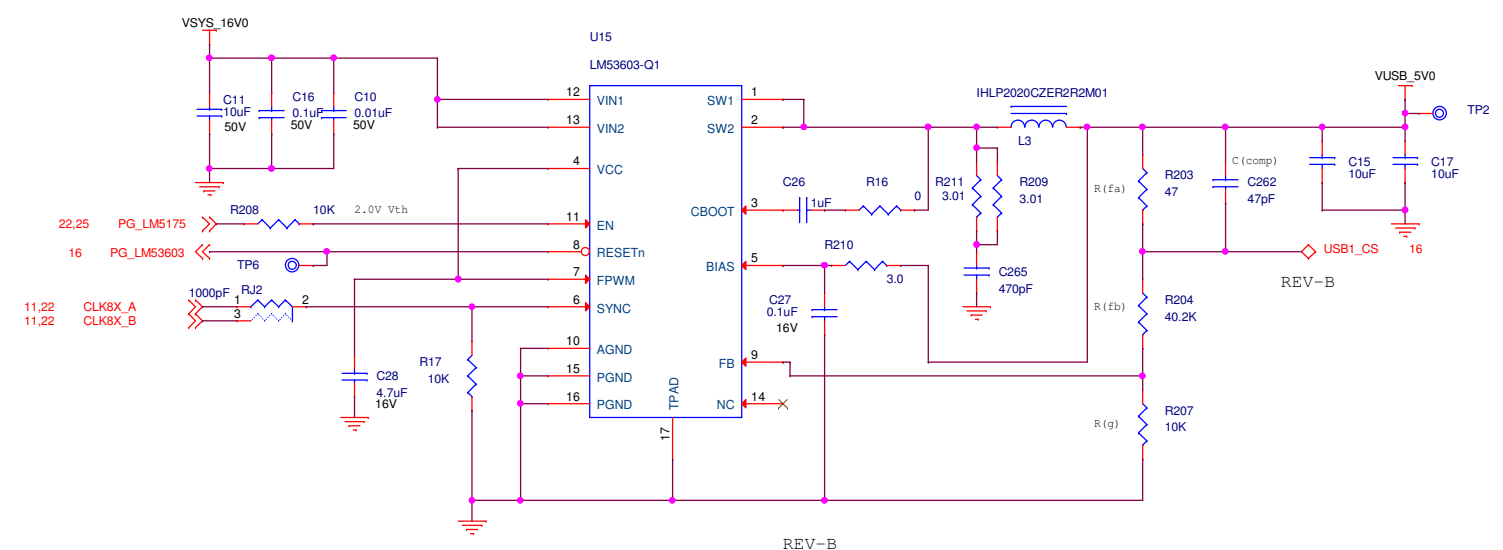 VSYS_16V0
U15
LM53603-Q1
C11
10uF
50V
C16
0.1uF
50V
C10
0.01uF
50V
12 VIN1
13 VIN2
4 VCC
11 EN
8 RESETn
7 FPWM
6 SYNC
10 AGND
15 PGND
16 PGND
TPAD
17
SW1 1
SW2 2
CBOOT 3
BIAS 5
FB 9
NC 14
22,25 PG_LM5175
R208 10K 2.0V Vth
16 PG_LM53603
TP6
1000pF RJ2
11,22 CLK8X_A 1 2
11,22 CLK8X_B 3
C28
4.7uF
16V
R17
10K
C26
1uF
R16
0
R210
3.0
C27
0.1uF
16V
R211
3.01
R209
3.01
C265
470pF
IHLP2020CZER2R2M01
L3
R(fa)
R203
47
C(comp)
C262
47pF
C15
10uF
C17
10uF
VUSB_5V0
TP2
USB1_CS 16
REV-B
R(fb)
R204
40.2K
R(g)
R207
10K
REV-B